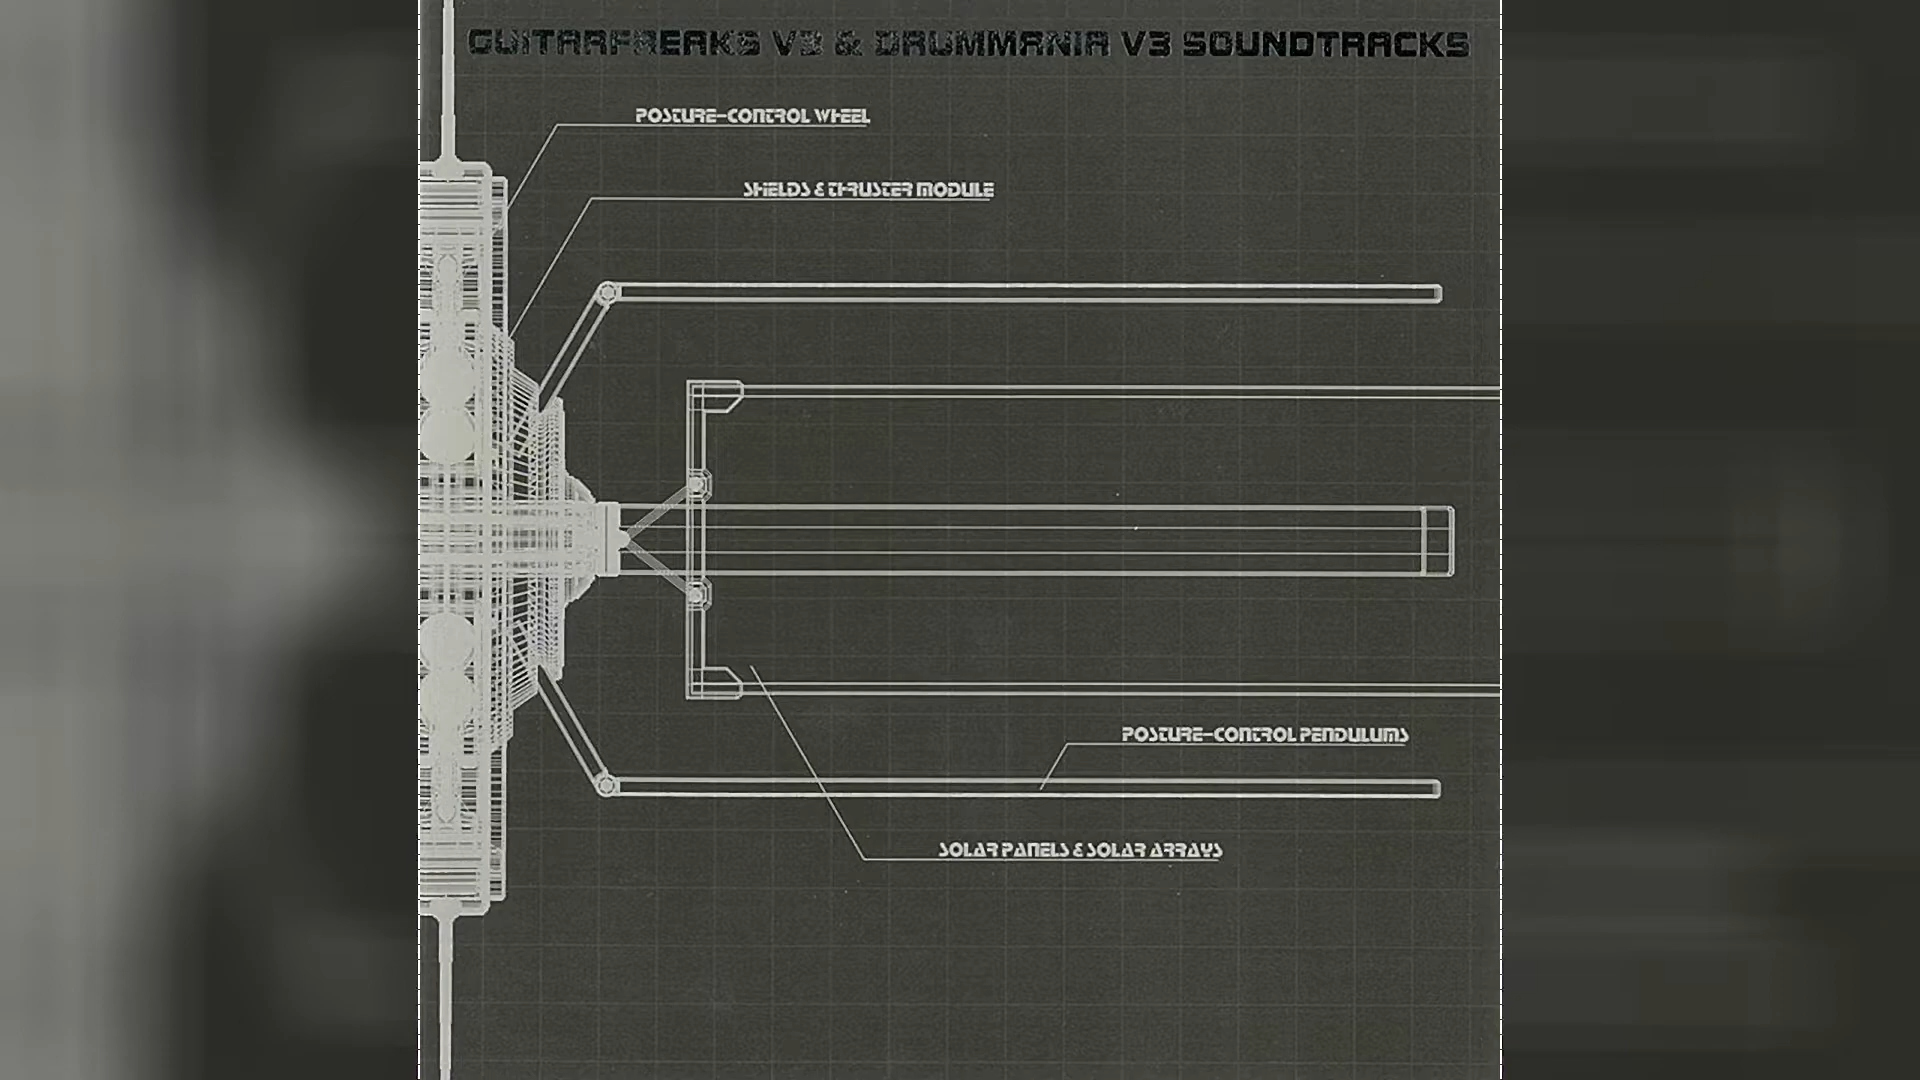 GUITARFREAKS V3 & DRUMMANIA V3 SOUNDTRACKS
POSTURE-CONTROL WHEEL
SHIELDS & THRUSTER MODULE
POSTURE-CONTROL PENDULUMS
SOLAR PANELS & SOLAR ARRAYS